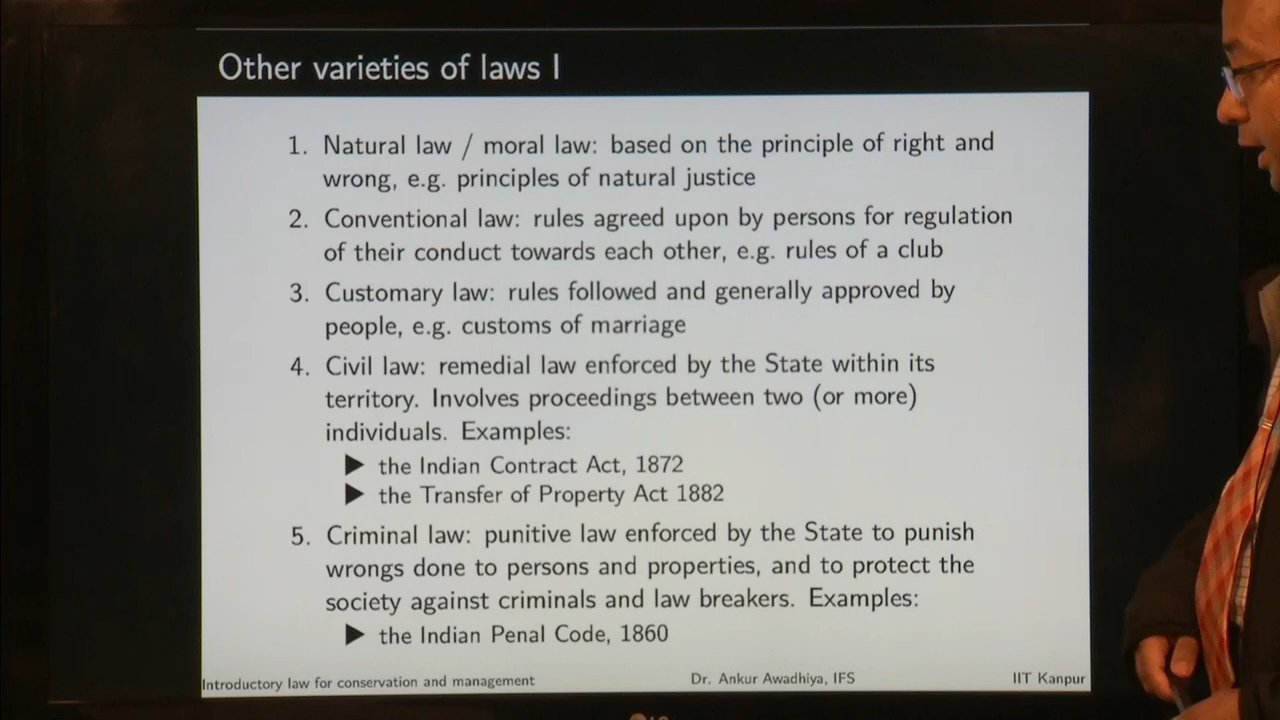 Other varieties of laws I
1. Natural law / moral law: based on the principle of right and
wrong, e.g. principles of natural justice
2. Conventional law: rules agreed upon by persons for regulation
of their conduct towards each other, e.g. rules of a club
3. Customary law: rules followed and generally approved by
people, e.g. customs of marriage
4. Civil law: remedial law enforced by the State within its
territory. Involves proceedings between two (or more)
individuals. Examples:
▶ the Indian Contract Act, 1872
▶ the Transfer of Property Act 1882
5. Criminal law: punitive law enforced by the State to punish
wrongs done to persons and properties, and to protect the
society against criminals and law breakers. Examples:
▶ the Indian Penal Code, 1860
Introductory law for conservation and management Dr. Ankur Awadhiya, IFS IIT Kanpur